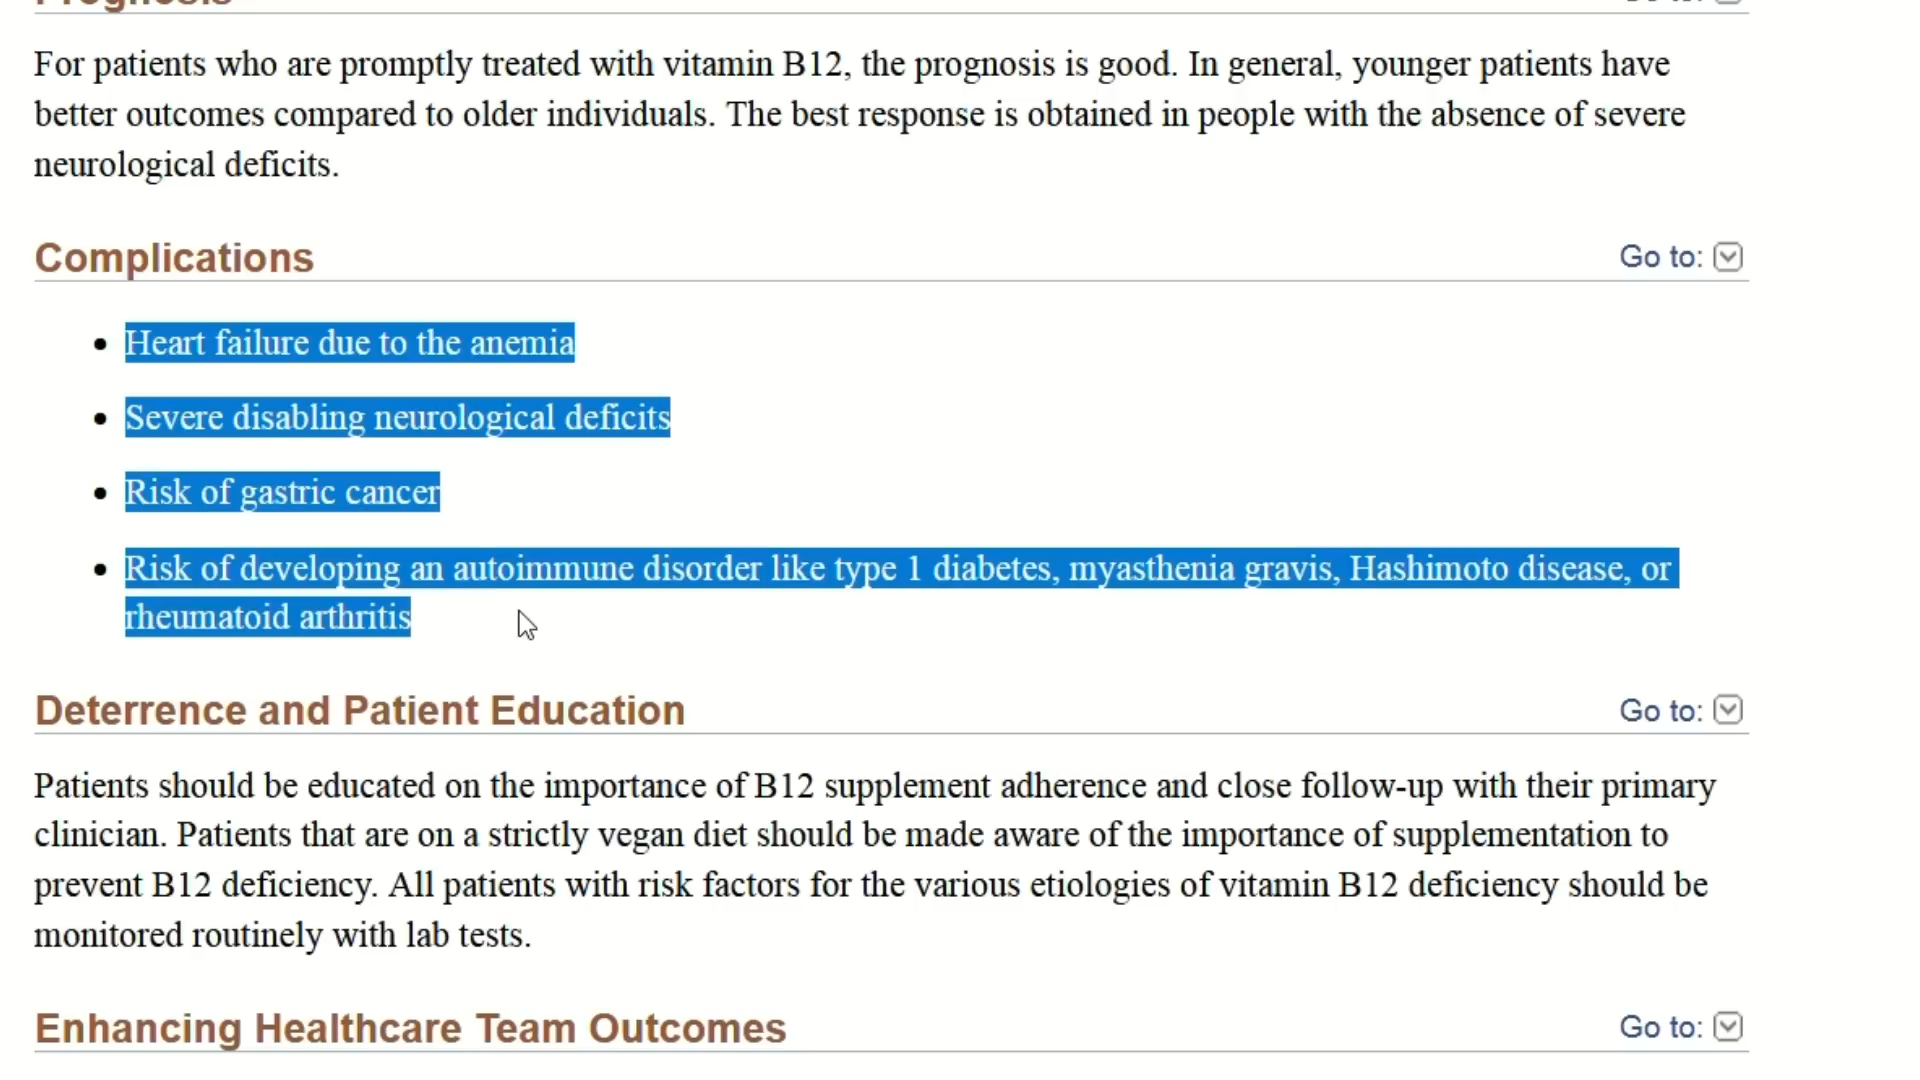 Prognosis
For patients who are promptly treated with vitamin B12, the prognosis is good. In general, younger patients have
better outcomes compared to older individuals. The best response is obtained in people with the absence of severe
neurological deficits.
Complications
Go to:
• Heart failure due to the anemia
• Severe disabling neurological deficits
• Risk of gastric cancer
• Risk of developing an autoimmune disorder like type 1 diabetes, myasthenia gravis, Hashimoto disease, or
rheumatoid arthritis
Deterrence and Patient Education
Go to:
Patients should be educated on the importance of B12 supplement adherence and close follow-up with their primary
clinician. Patients that are on a strictly vegan diet should be made aware of the importance of supplementation to
prevent B12 deficiency. All patients with risk factors for the various etiologies of vitamin B12 deficiency should be
monitored routinely with lab tests.
Enhancing Healthcare Team Outcomes
Go to: